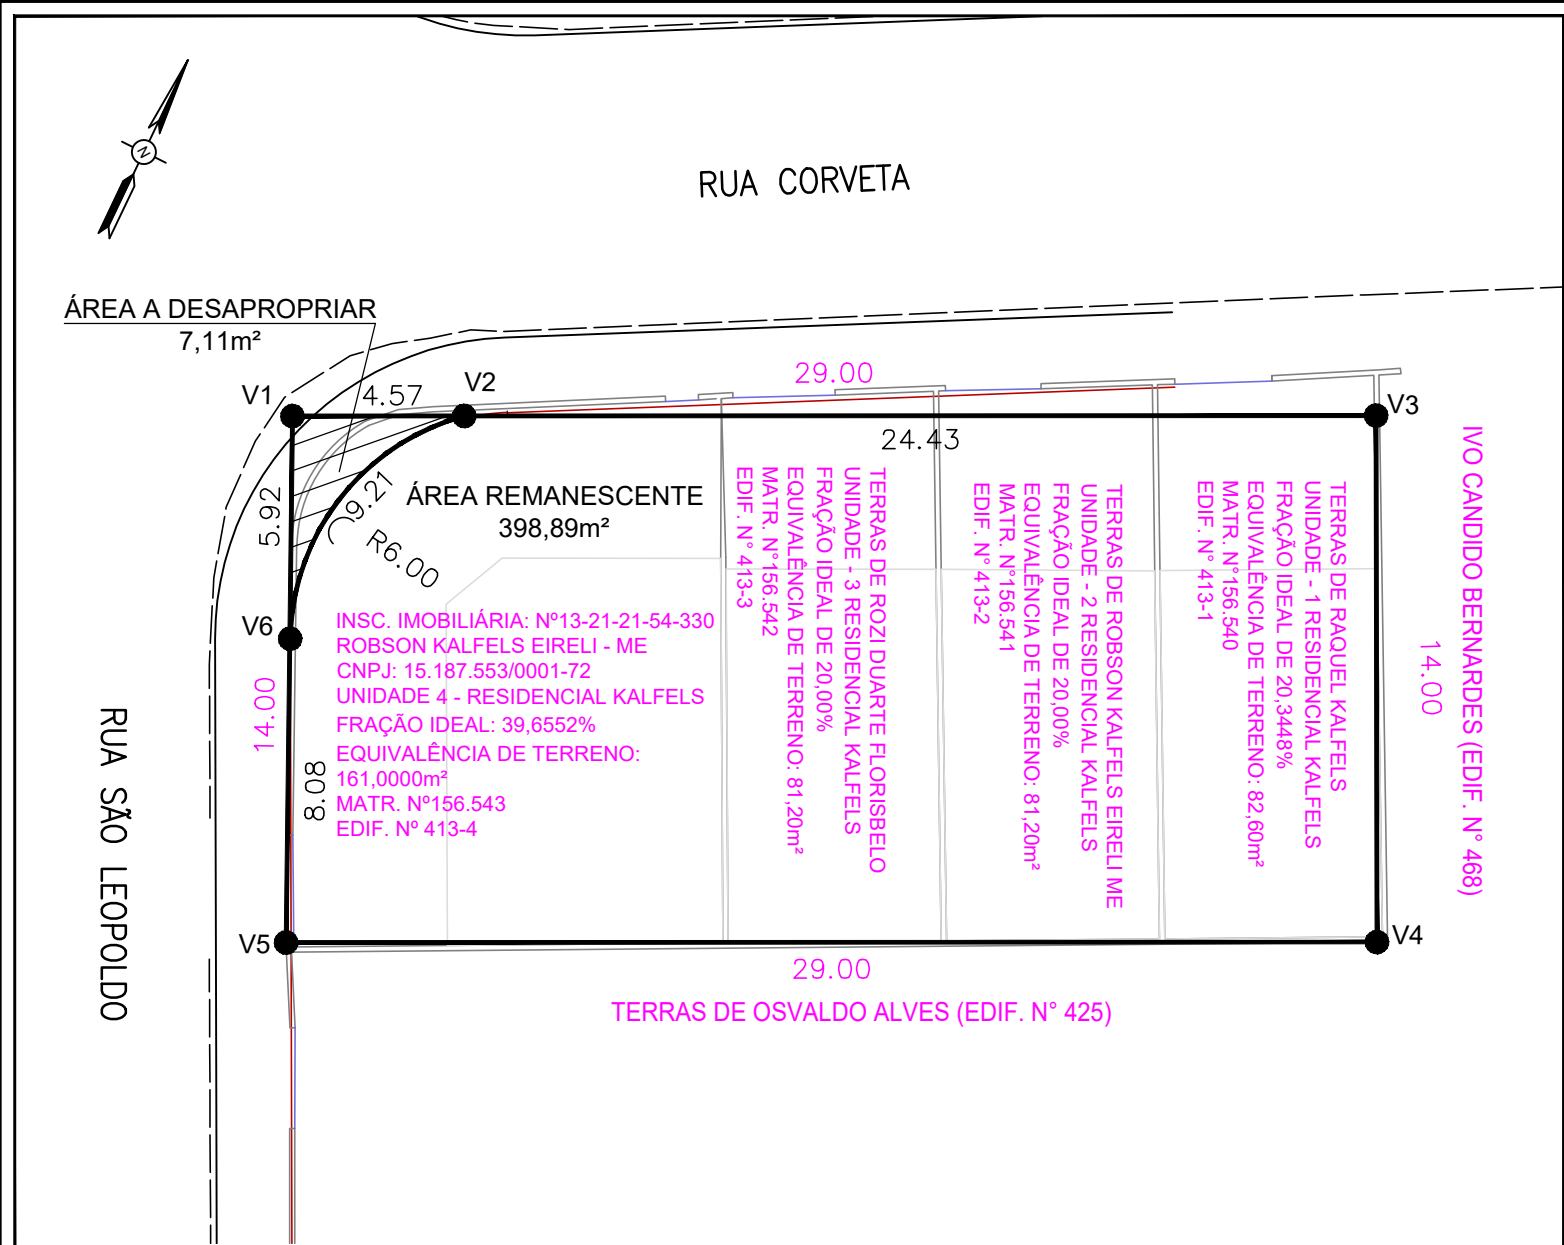 N
RUA CORVETA
ÁREA A DESAPROPRIAR
7,11m²
V1
4.57
V2
29.00
V3
24.43
5.92
9.21
R6.00
ÁREA REMANESCENTE
398,89m²
V6
INSC. IMOBILIÁRIA: Nº13-21-21-54-330
ROBSON KALFELS EIRELI - ME
CNPJ: 15.187.553/0001-72
UNIDADE 4 - RESIDENCIAL KALFELS
FRAÇÃO IDEAL: 39,6552%
EQUIVALÊNCIA DE TERRENO:
161,0000m²
MATR. Nº156.543
EDIF. Nº 413-4
14.00
8.08
RUA SÃO LEOPOLDO
TERRAS DE ROZI DUARTE FLORISBELO
UNIDADE - 3 RESIDENCIAL KALFELS
FRAÇÃO IDEAL DE 20,00%
EQUIVALÊNCIA DE TERRENO: 81,20m²
MATR. N°156.542
EDIF. N° 413-3
TERRAS DE ROBSON KALFELS EIRELI ME
UNIDADE - 2 RESIDENCIAL KALFELS
FRAÇÃO IDEAL DE 20,00%
EQUIVALÊNCIA DE TERRENO: 81,20m²
MATR. N°156.541
EDIF. N° 413-2
TERRAS DE RAQUEL KALFELS
UNIDADE - 1 RESIDENCIAL KALFELS
FRAÇÃO IDEAL DE 20,3448%
EQUIVALÊNCIA DE TERRENO: 82,60m²
MATR. N°156.540
EDIF. N° 413-1
IVO CANDIDO BERNARDES (EDIF. N° 468)
14.00
V5
V4
29.00
TERRAS DE OSVALDO ALVES (EDIF. N° 425)